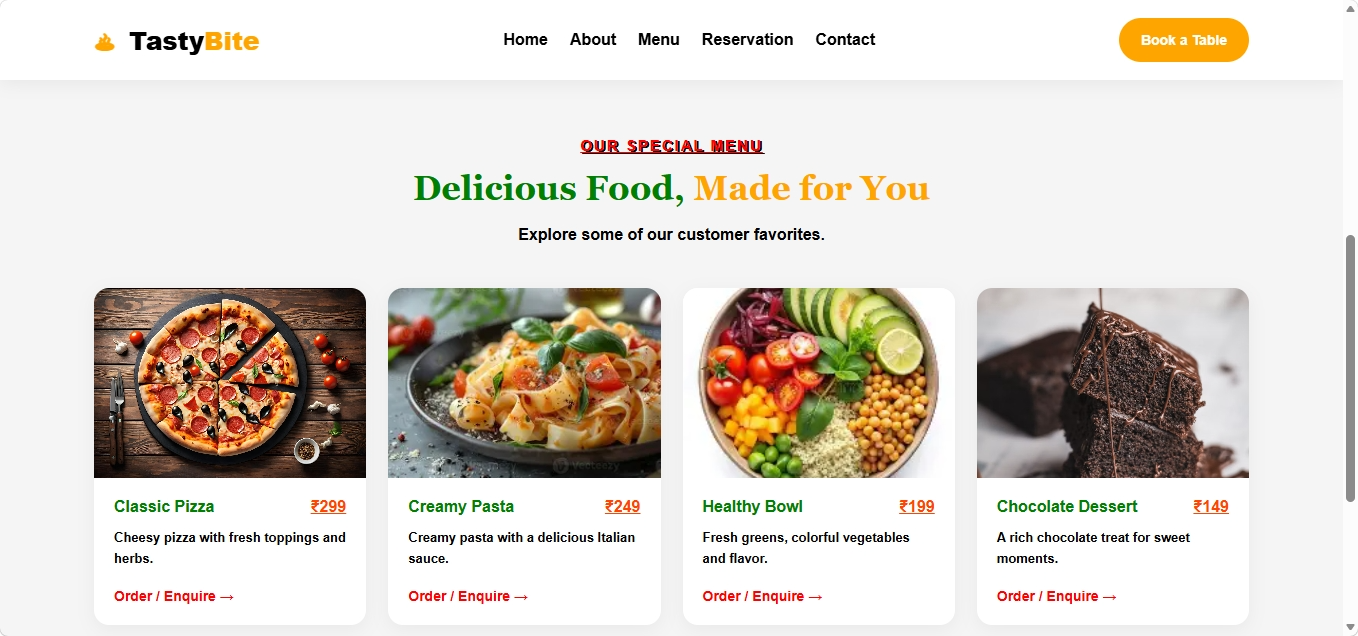 TastyBite
Home About Menu Reservation Contact
Book a Table
OUR SPECIAL MENU
Delicious Food, Made for You
Explore some of our customer favorites.
Vecteezy
Classic Pizza ₹299
Cheesy pizza with fresh toppings and
herbs.
Order / Enquire →
Creamy Pasta ₹249
Creamy pasta with a delicious Italian
sauce.
Order / Enquire →
Healthy Bowl ₹199
Fresh greens, colorful vegetables
and flavor.
Order / Enquire →
Chocolate Dessert ₹149
A rich chocolate treat for sweet
moments.
Order / Enquire →